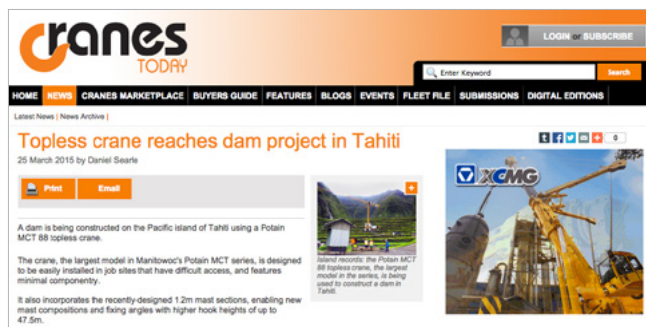 Cranes
TODAY
LOGIN or SUBSCRIBE
Enter Keyword
Search
HOME NEWS CRANES MARKETPLACE BUYERS GUIDE FEATURES BLOGS EVENTS FLEET FILE SUBMISSIONS DIGITAL EDITIONS
Latest News | News Archive |
Topless crane reaches dam project in Tahiti
25 March 2015 by Daniel Searle
0
Print Email
XCMG
A dam is being constructed on the Pacific island of Tahiti using a Potain
MCT 88 topless crane.
The crane, the largest model in Manitowoc's Potain MCT series, is designed
to be easily installed in job sites that have difficult access, and features
minimal componentry.
It also incorporates the recently-designed 1.2m mast sections, enabling new
mast compositions and fixing angles with higher hook heights of up to
47.5m.
Island records: the Potain MCT
88 topless crane, the largest
model in the series, is being
used to construct a dam in
Tahiti.